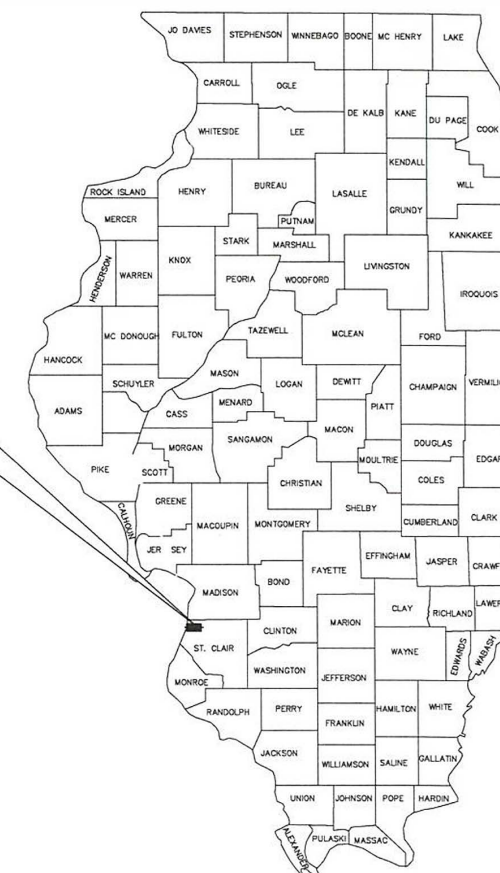 JO DAVIES
STEPHENSON
WINNEBAGO
BOONE
MC HENRY
LAKE
CARROLL
OGLE
DE KALB
KANE
DU PAGE
COOK
WHITESIDE
LEE
KENDALL
WILL
ROCK ISLAND
HENRY
BUREAU
LASALLE
GRUNDY
MERCER
PUTNAM
KANKAKEE
STARK
MARSHALL
HENDERSON
WARREN
KNOX
PEORIA
WOODFORD
LIVINGSTON
IROQUOIS
HANCOCK
MC DONOUGH
FULTON
TAZEWELL
MCLEAN
FORD
MASON
SCHUYLER
LOGAN
DEWITT
CHAMPAIGN
VERMILI
ADAMS
CASS
MENARD
PIATT
MACON
SANGAMON
DOUGLAS
MORGAN
MOULTRIE
EDGAR
PIKE
SCOTT
CHRISTIAN
COLES
GREENE
SHELBY
CALHOUN
MACOUPIN
MONTGOMERY
CUMBERLAND
CLARK
JER SEY
EFFINGHAM
JASPER
CRAWF
FAYETTE
BOND
MADISON
CLAY
RICHLAND
LAWER
MARION
CLINTON
ST. CLAIR
WAYNE
EDWARDS
WABASH
WASHINGTON
JEFFERSON
MONROE
RANDOLPH
PERRY
HAMILTON
WHITE
FRANKLIN
JACKSON
WILLIAMSON
SALINE
GALLATIN
UNION
JOHNSON
POPE
HARDIN
ALEXANDER
PULASKI
MASSAC